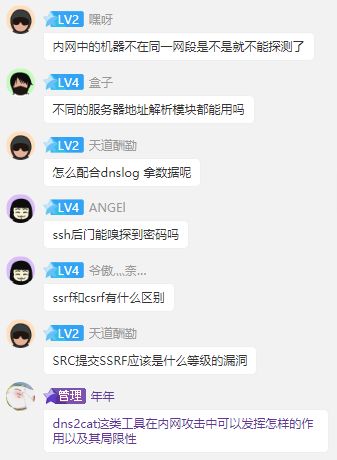 LV2 嘿呀
内网中的机器不在同一网段是不是就不能探测了
LV4 盒子
不同的服务器地址解析模块都能用吗
LV2 天道酬勤
怎么配合dnslog 拿数据呢
LV4 ANGEl
ssh后门能嗅探到密码吗
LV4 爷傲灬奈...
ssrf和csrf有什么区别
LV2 天道酬勤
SRC提交SSRF应该是什么等级的漏洞
管理 年年
dns2cat这类工具在内网攻击中可以发挥怎样的作
用以及其局限性